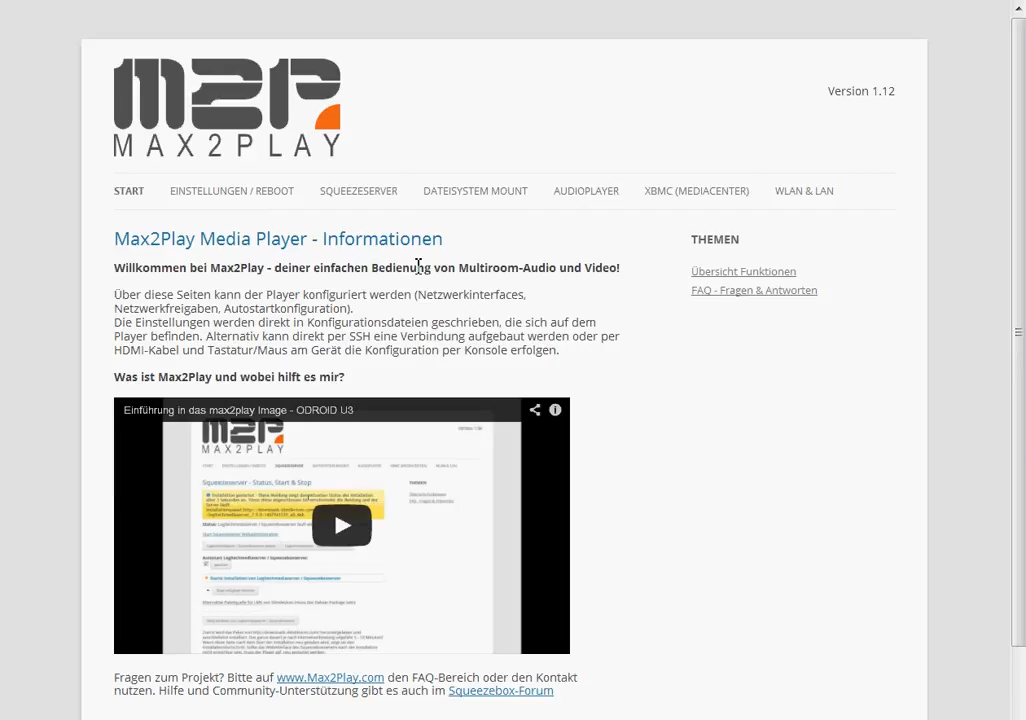 M2P
MAX2PLAY
Version 1.12
START EINSTELLUNGEN / REBOOT SQUEEZESERVER DATEISYSTEM MOUNT AUDIOPLAYER XBMC (MEDIACENTER) WLAN & LAN
Max2Play Media Player - Informationen
Willkommen bei Max2Play - deiner einfachen Bedienung von Multiroom-Audio und Video!
Über diese Seiten kann der Player konfiguriert werden (Netzwerkinterfaces,
Netzwerkfreigaben, Autostartkonfiguration).
Die Einstellungen werden direkt in Konfigurationsdateien geschrieben, die sich auf dem
Player befinden. Alternativ kann direkt per SSH eine Verbindung aufgebaut werden oder per
HDMI-Kabel und Tastatur/Maus am Gerät die Konfiguration per Konsole erfolgen.
Was ist Max2Play und wobei hilft es mir?
Einführung in das max2play Image - ODROID U3
M2P
MAX2PLAY
Squeezeserver - Status, Start & Stop
Fragen zum Projekt? Bitte auf www.Max2Play.com den FAQ-Bereich oder den Kontakt
nutzen. Hilfe und Community-Unterstützung gibt es auch im Squeezebox-Forum
THEMEN
Übersicht Funktionen
FAQ - Fragen & Antworten